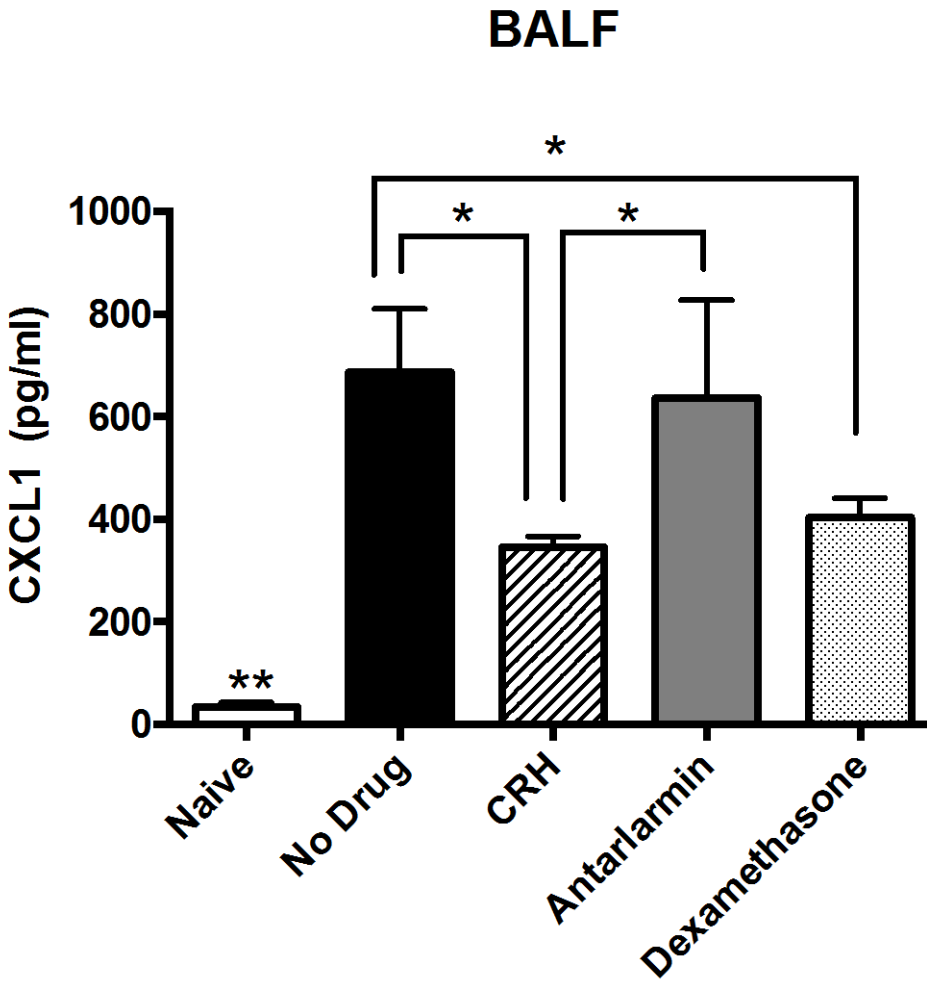 BALF
*
* *
1000
800
600
400
200
0
CXCL1 (pg/ml)
**
Naive
No Drug
CRH
Antarlarmin
Dexamethasone